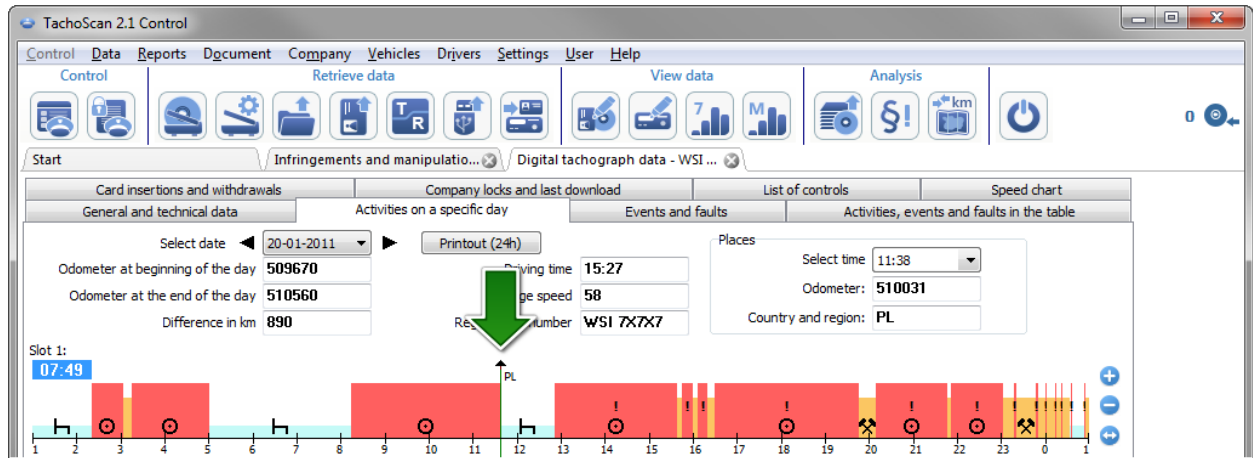 TachoScan 2.1 Control
Control Data Reports Document Company Vehicles Drivers Settings User Help
Control Retrieve data View data Analysis
T R 7 M §! km
0
Start Infringements and manipulatio... Digital tachograph data - WSI ...
Card insertions and withdrawals Company locks and last download List of controls Speed chart
General and technical data Activities on a specific day Events and faults Activities, events and faults in the table
Select date 20-01-2011 Printout (24h) Places
Select time 11:38
Odometer at beginning of the day 509670 time 15:27
Odometer: 510031
Odometer at the end of the day 510560 speed 58
Country and region: PL
Difference in km 890 WSI 7X7X7
Slot 1:
07:49
PL
! ! ! ! ! ! ! ! ! ! ! ! !
1 2 3 4 5 6 7 8 9 10 11 12 13 14 15 16 17 18 19 20 21 22 23 0 1